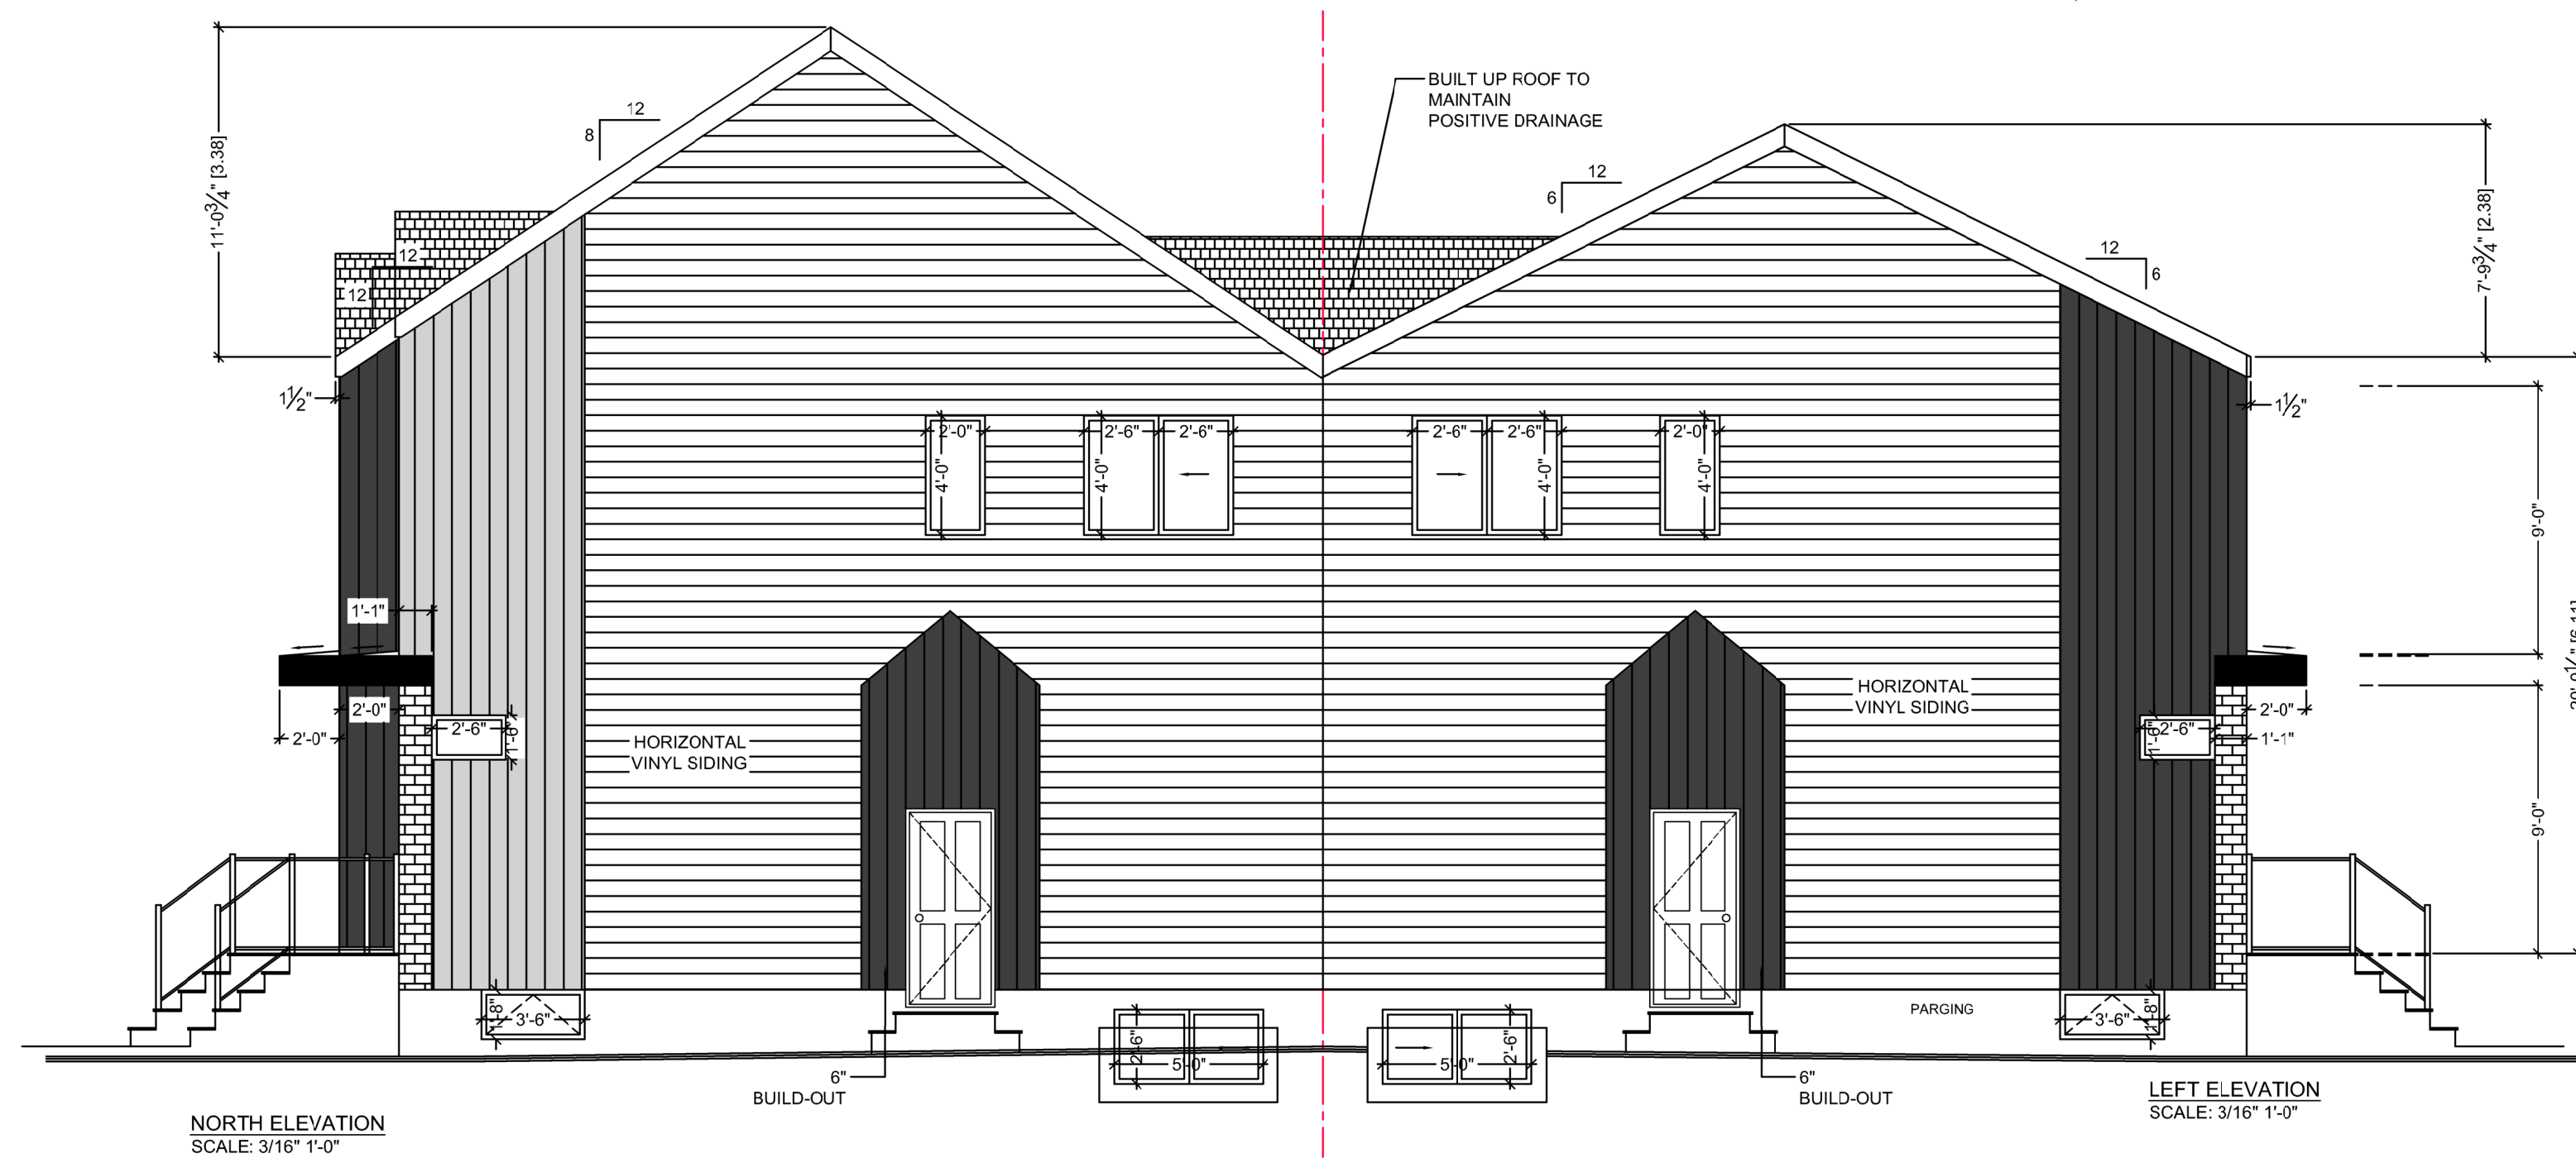 BUILT UP ROOF TO
MAINTAIN
POSITIVE DRAINAGE
12
8
12
6
12
6
12
12
11'-0 3/4" [3.38]
7'-9 3/4" [2.38]
1 1/2"
1 1/2"
2'-0"
4'-0"
2'-6"
2'-6"
4'-0"
2'-6"
2'-6"
4'-0"
2'-0"
4'-0"
9'-0"
1'-1"
2'-0"
2'-0"
2'-6"
1'-6"
HORIZONTAL
VINYL SIDING
HORIZONTAL
VINYL SIDING
1'-6"
2'-6"
2'-0"
1'-1"
9'-0"
1'-8"
3'-6"
2'-6"
5'-0"
2'-6"
5'-0"
PARGING
1'-8"
3'-6"
6"
BUILD-OUT
6"
BUILD-OUT
NORTH ELEVATION
SCALE: 3/16" 1'-0"
LEFT ELEVATION
SCALE: 3/16" 1'-0"